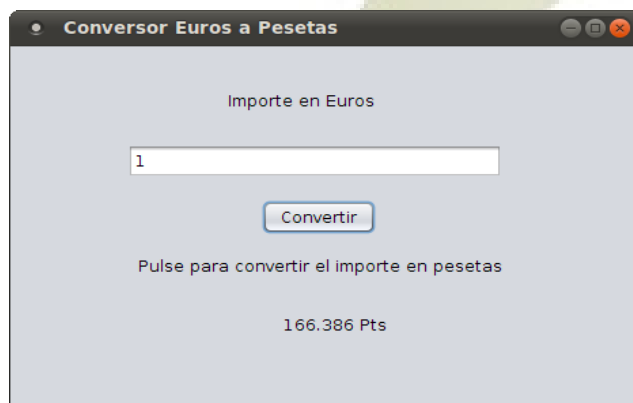 Conversor Euros a Pesetas
Importe en Euros
1
Convertir
Pulse para convertir el importe en pesetas
166.386 Pts